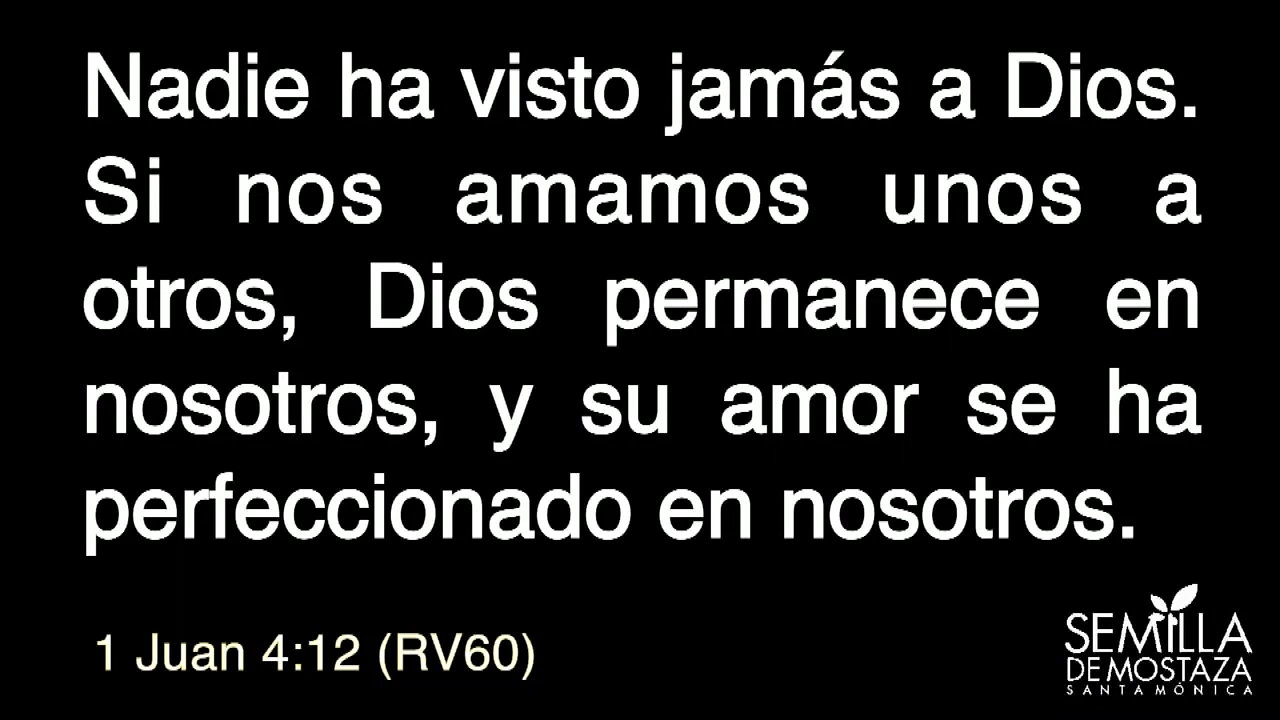 Nadie ha visto jamás a Dios.
Si nos amamos unos a
otros, Dios permanece en
nosotros, y su amor se ha
perfeccionado en nosotros.
1 Juan 4:12 (RV60)
SEMILLA
DE MOSTAZA
SANTA MÓNICA